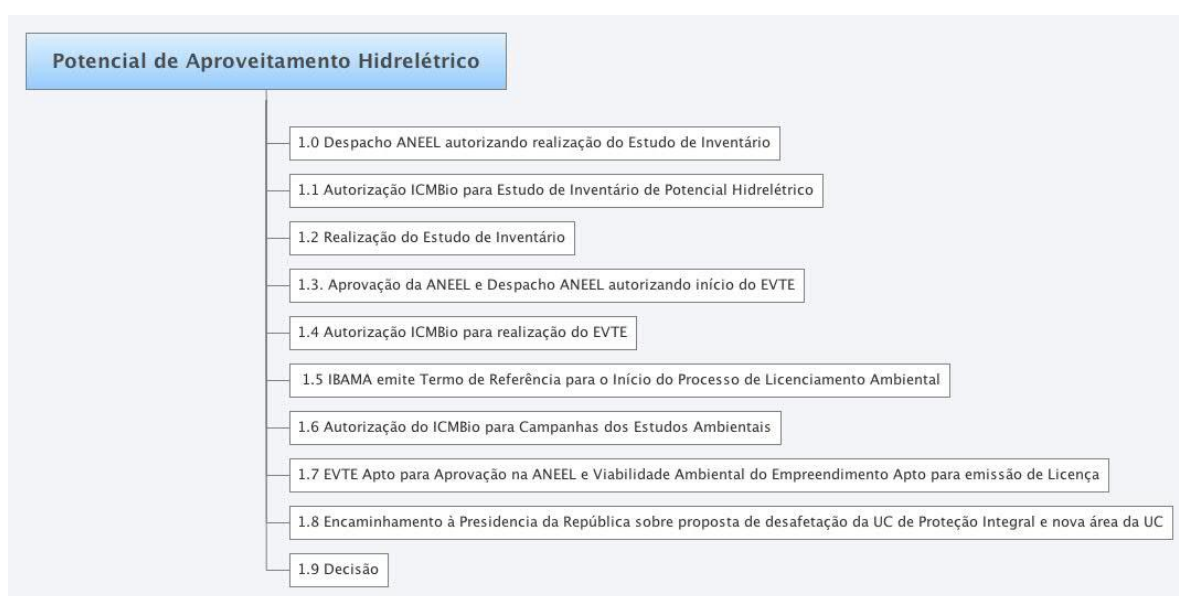 Potencial de Aproveitamento Hidrelétrico
1.0 Despacho ANEEL autorizando realização do Estudo de Inventário
1.1 Autorização ICMBio para Estudo de Inventário de Potencial Hidrelétrico
1.2 Realização do Estudo de Inventário
1.3. Aprovação da ANEEL e Despacho ANEEL autorizando início do EVTE
1.4 Autorização ICMBio para realização do EVTE
1.5 IBAMA emite Termo de Referência para o Início do Processo de Licenciamento Ambiental
1.6 Autorização do ICMBio para Campanhas dos Estudos Ambientais
1.7 EVTE Apto para Aprovação na ANEEL e Viabilidade Ambiental do Empreendimento Apto para emissão de Licença
1.8 Encaminhamento à Presidencia da República sobre proposta de desafetação da UC de Proteção Integral e nova área da UC
1.9 Decisão